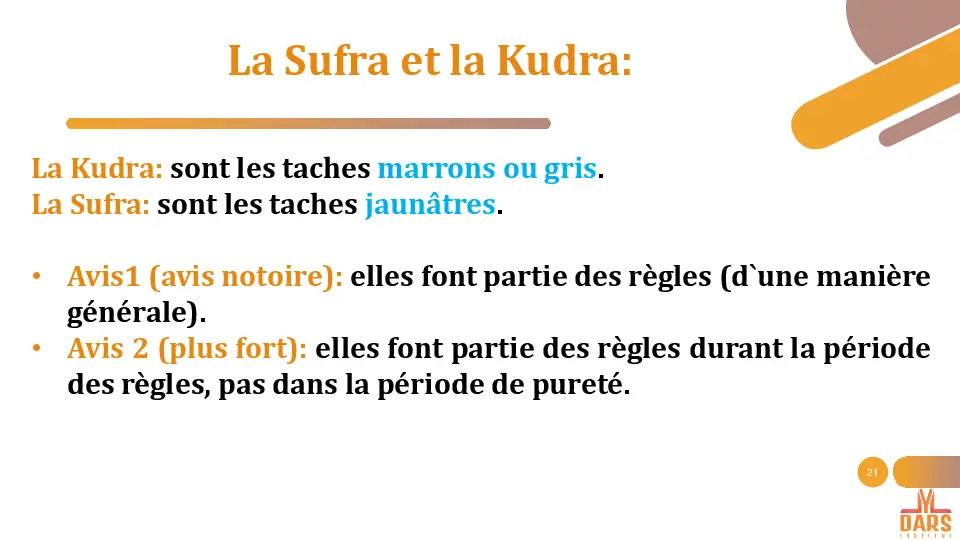 La Sufra et la Kudra:
La Kudra: sont les taches marrons ou gris.
La Sufra: sont les taches jaunâtres.
• Avis1 (avis notoire): elles font partie des règles (d`une manière
générale).
• Avis 2 (plus fort): elles font partie des règles durant la période
des règles, pas dans la période de pureté.
21
DARS
INSTITUT